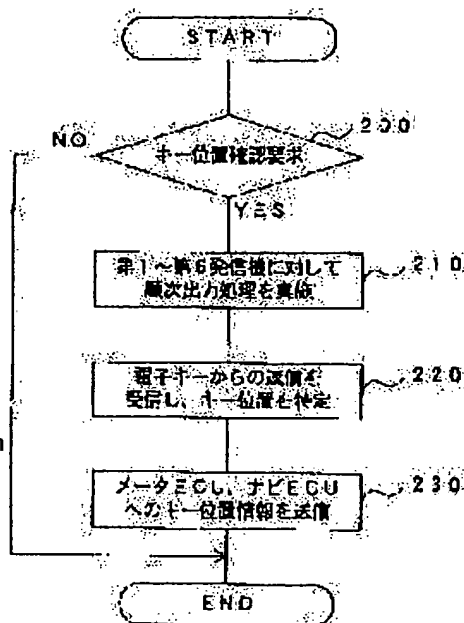 START
200
NO
キー位置確認要求
YES
第1～第6発信機に対して
順次出力処理を実施
210
電子キーからの返信を
受信し、キー位置を特定
220
メータECU、ナビECU
へのキー位置情報を送信
230
END